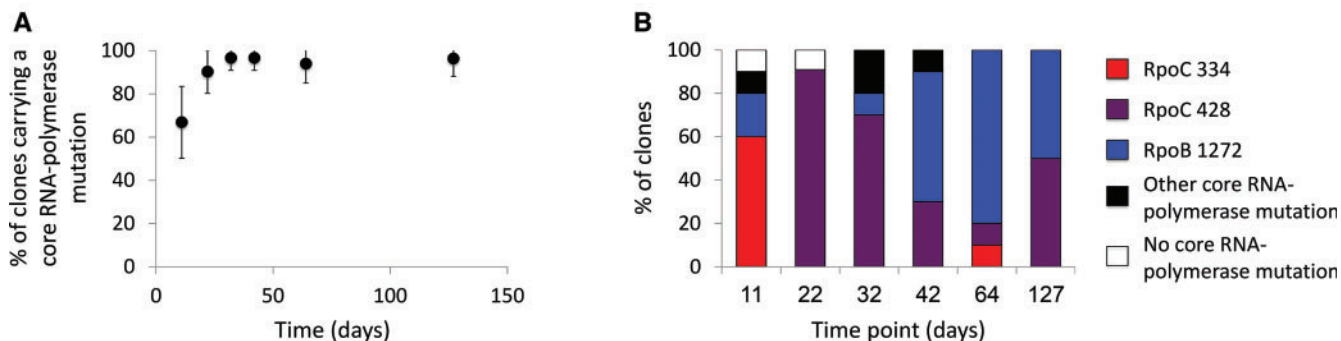 A
% of clones carrying a
core RNA-polymerase
mutation
100
80
60
40
20
0
0
50
100
150
Time (days)
B
% of clones
100
80
60
40
20
0
11
22
32
42
64
127
Time point (days)
RpoC 334
RpoC 428
RpoB 1272
Other core RNA-
polymerase mutation
No core RNA-
polymerase mutation